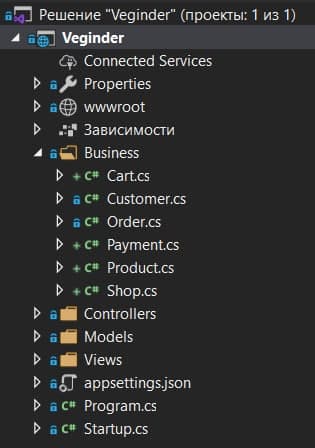 Решение "Veginder" (проекты: 1 из 1)
Veginder
Connected Services
Properties
wwwroot
Зависимости
Business
C# Cart.cs
C# Customer.cs
C# Order.cs
C# Payment.cs
C# Product.cs
C# Shop.cs
Controllers
Models
Views
appsettings.json
C# Program.cs
C# Startup.cs